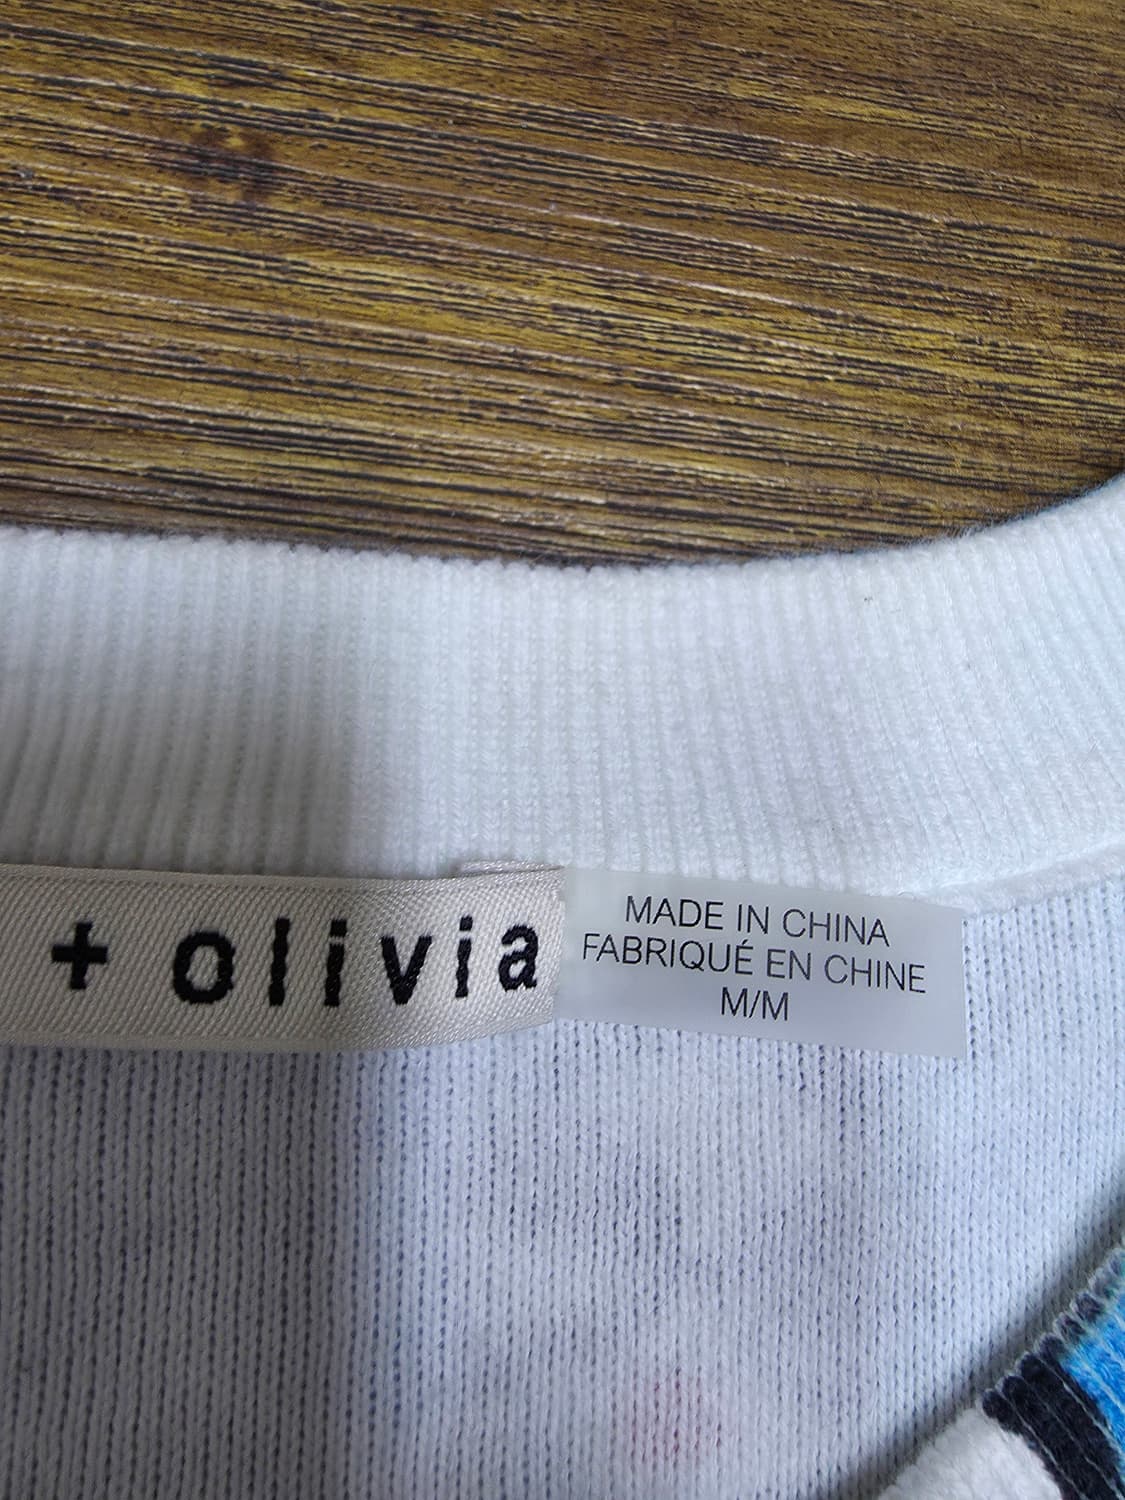 + olivia
MADE IN CHINA
FABRIQUÉ EN CHINE
M/M